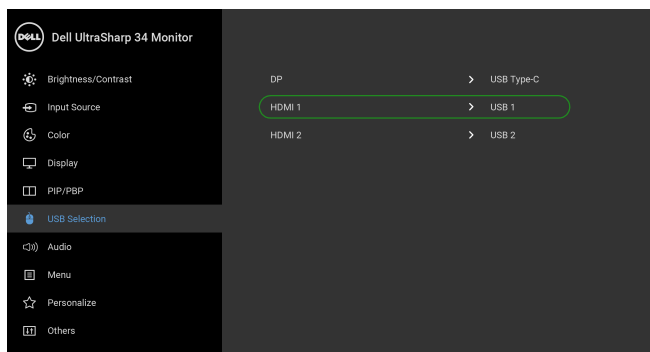 DELL Dell UltraSharp 34 Monitor
Brightness/Contrast
Input Source
Color
Display
PIP/PBP
USB Selection
Audio
Menu
Personalize
Others
DP > USB Type-C
HDMI 1 > USB 1
HDMI 2 > USB 2